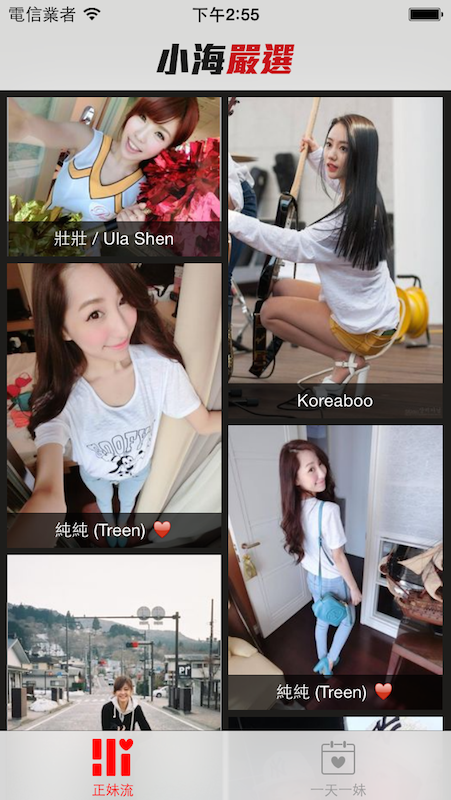 電信業者 下午2:55
小海嚴選
壯壯 / Ula Shen
Koreaboo
純純 (Treen) ❤️
純純 (Treen) ❤️
正妹流
一天一妹